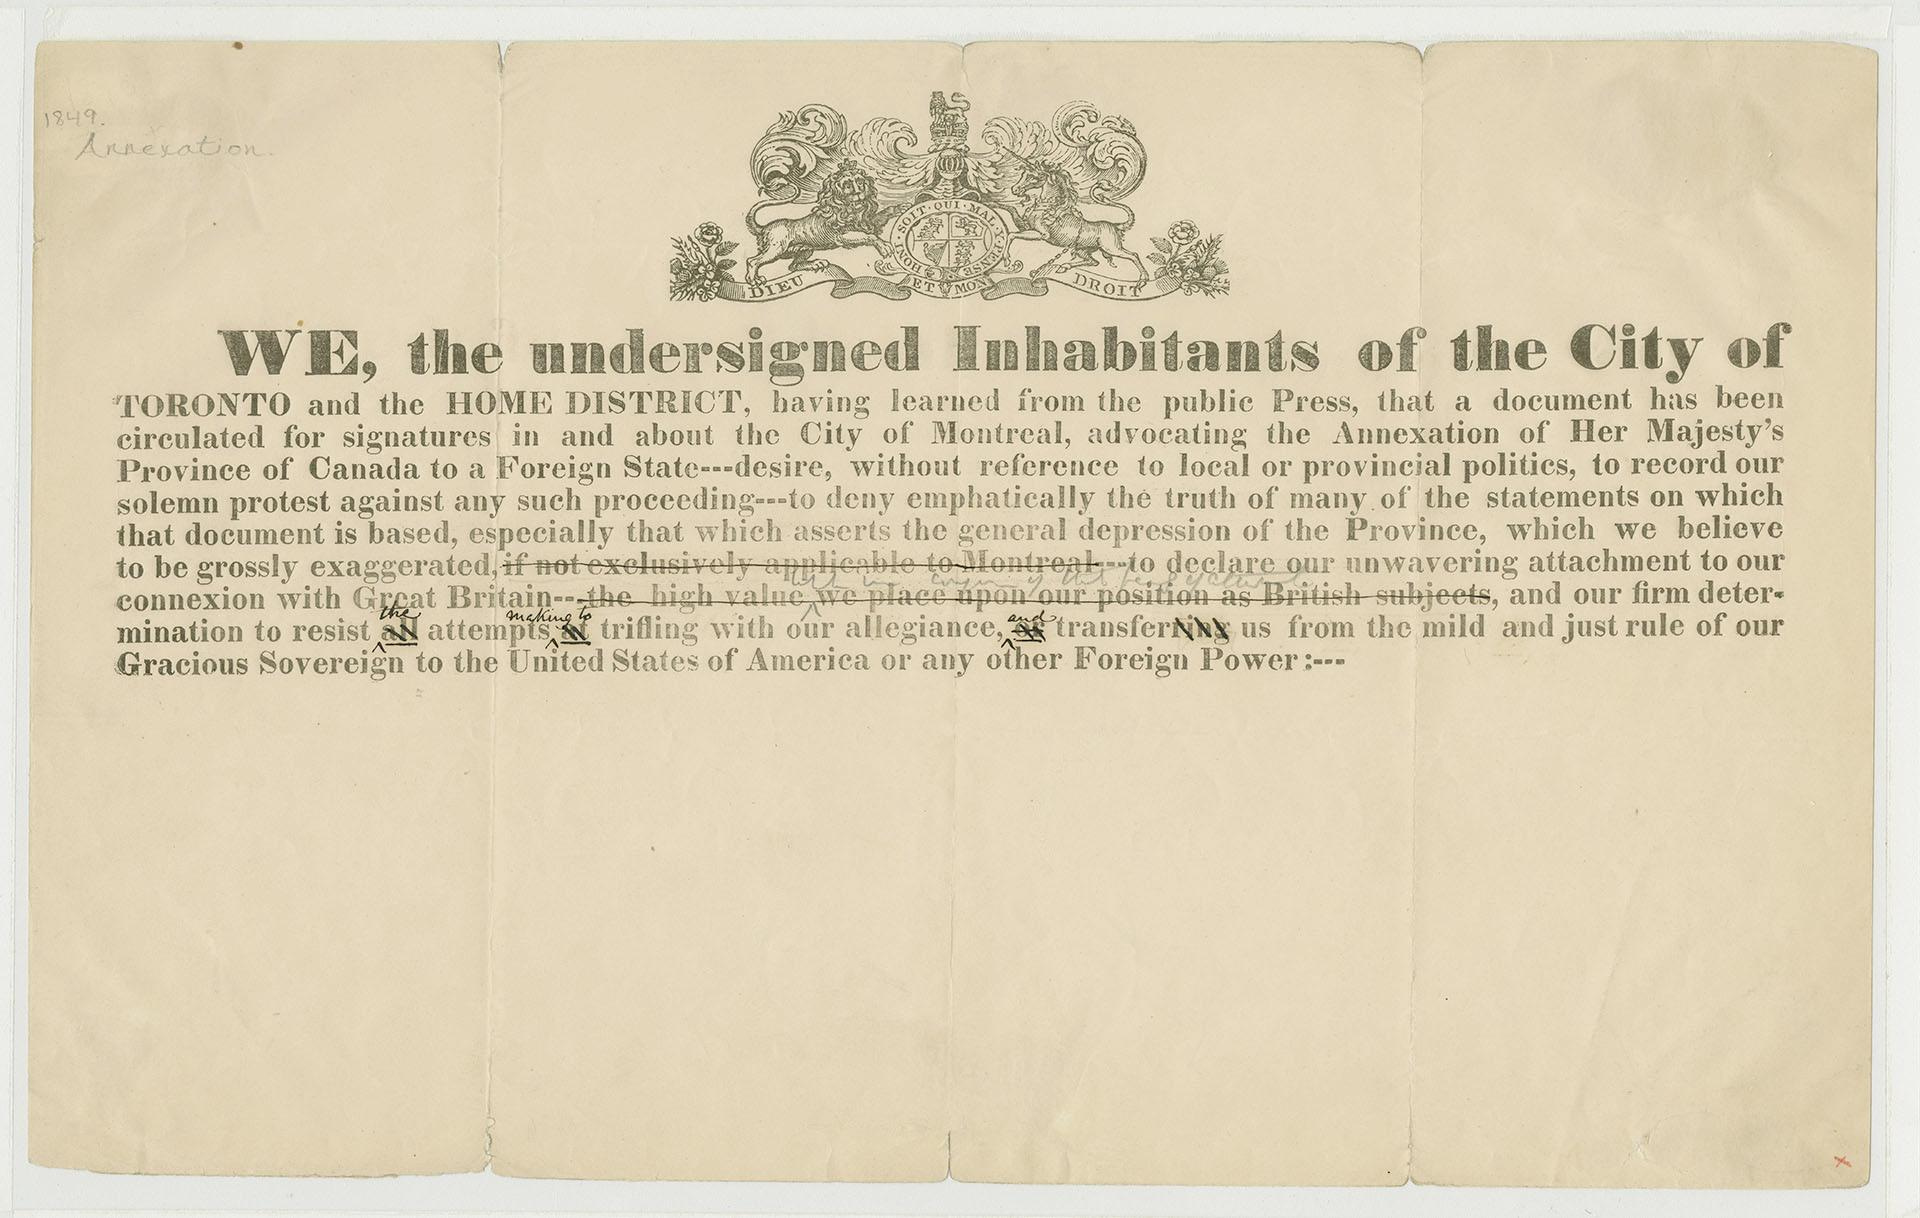 1849.
Annexation.
HONI · SOIT · QUI · MAL · Y · PENSE
DIEU ET MON DROIT
WE, the undersigned Inhabitants of the City of
TORONTO and the HOME DISTRICT, having learned from the public Press, that a document has been
circulated for signatures in and about the City of Montreal, advocating the Annexation of Her Majesty's
Province of Canada to a Foreign State---desire, without reference to local or provincial politics, to record our
solemn protest against any such proceeding---to deny emphatically the truth of many of the statements on which
that document is based, especially that which asserts the general depression of the Province, which we believe
to be grossly exaggerated, if not exclusively applicable to Montreal---to declare our unwavering attachment to our
connexion with Great Britain---the high value we place upon our position as British subjects, and our firm deter-
the making to and
mination to resist all attempts at trifling with our allegiance, or transferring us from the mild and just rule of our
Gracious Sovereign to the United States of America or any other Foreign Power:---